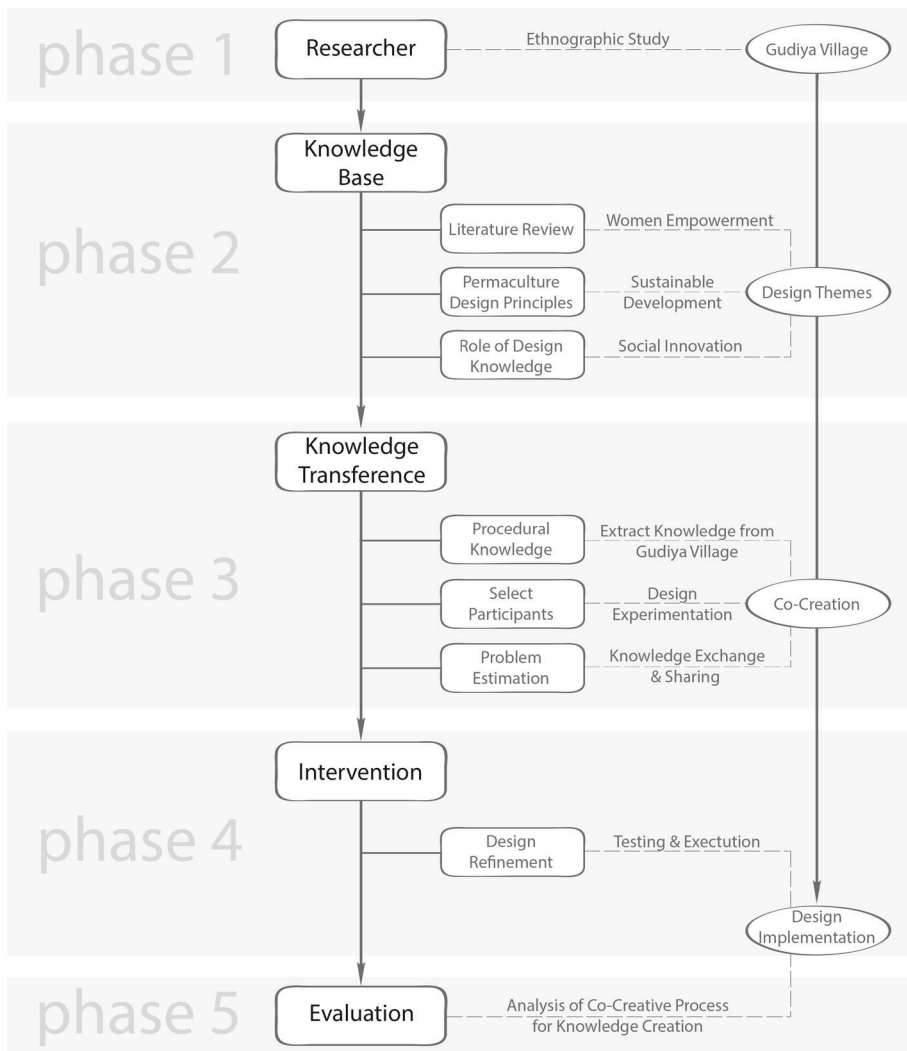 phase 1
Researcher
Ethnographic Study
Gudiya Village
phase 2
Knowledge
Base
Literature Review
Women Empowerment
Permaculture
Design Principles
Sustainable
Development
Design Themes
Role of Design
Knowledge
Social Innovation
phase 3
Knowledge
Transference
Procedural
Knowledge
Extract Knowledge from
Gudiya Village
Select
Participants
Design
Experimentation
Co-Creation
Problem
Estimation
Knowledge Exchange
& Sharing
phase 4
Intervention
Design
Refinement
Testing & Exectution
Design
Implementation
phase 5
Evaluation
Analysis of Co-Creative Process
for Knowledge Creation